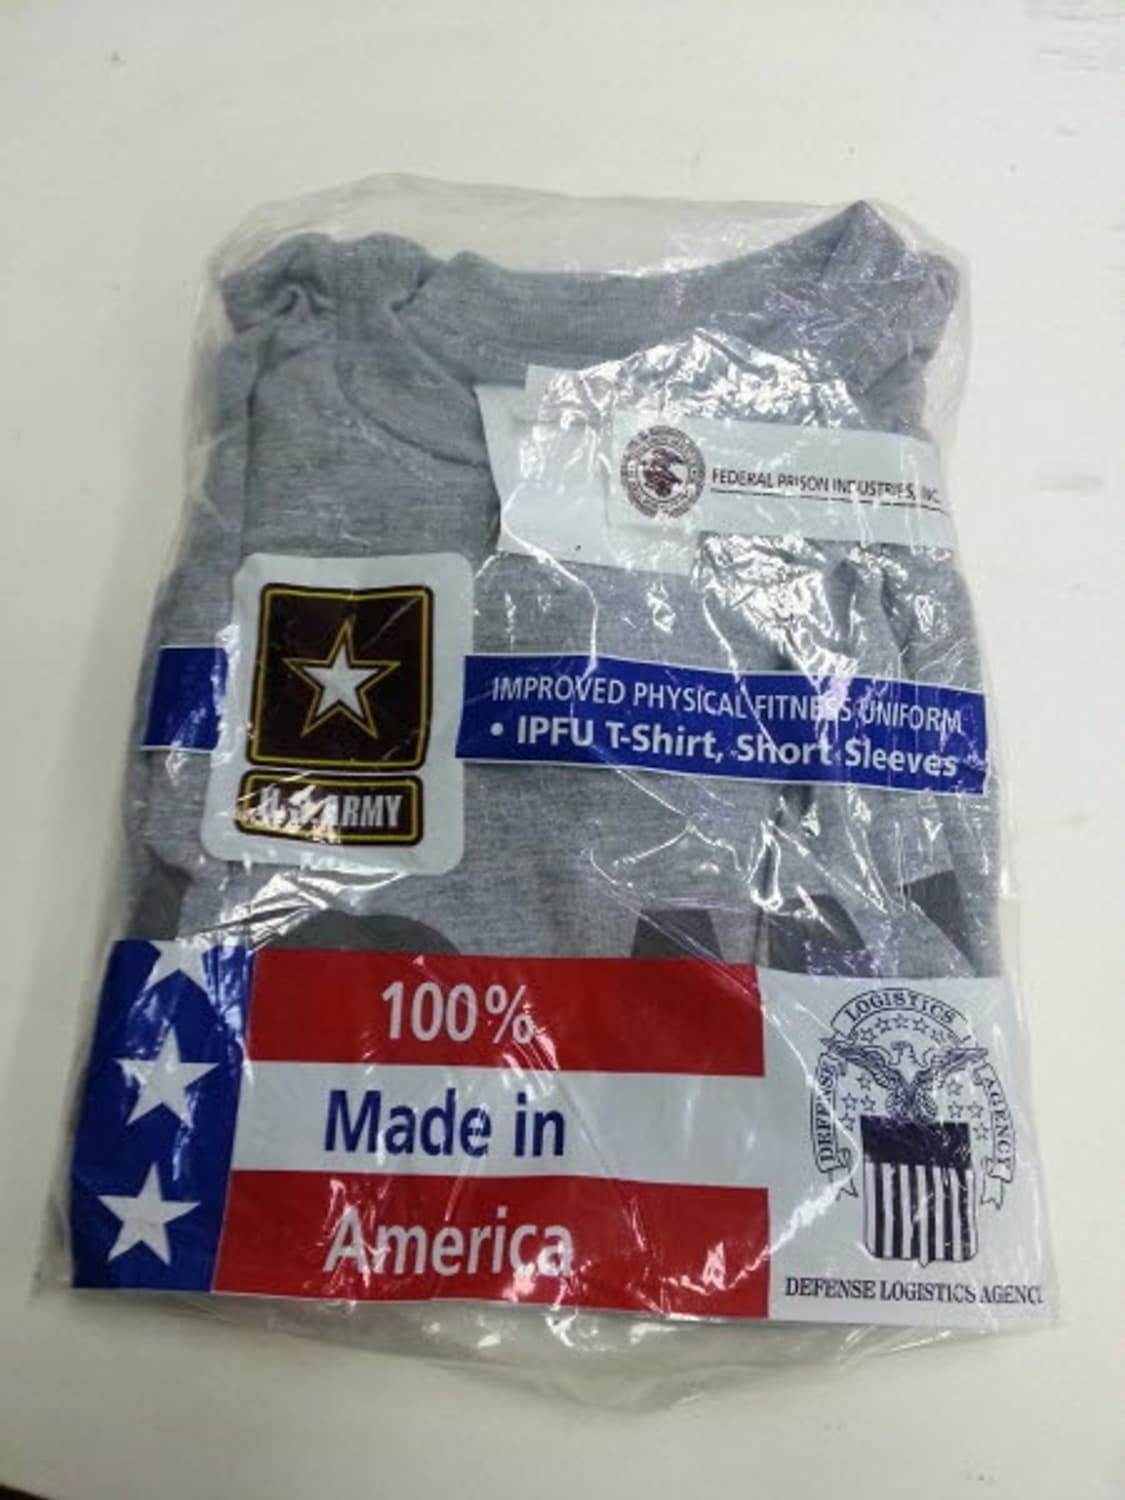 FEDERAL PRISON INDUSTRIES, INC.
IMPROVED PHYSICAL FITNESS UNIFORM
• IPFU T-Shirt, Short Sleeves
U.S. ARMY
100%
Made in
America
DEFENSE LOGISTICS AGENCY
DEFENSE LOGISTICS AGENCY